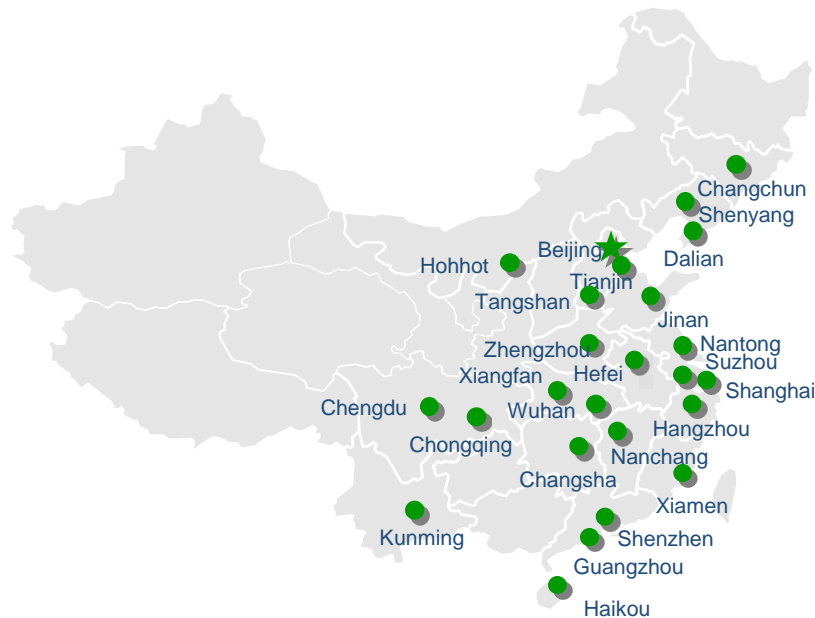 Changchun
Shenyang
Beijing
Dalian
Hohhot
Tianjin
Tangshan
Jinan
Nantong
Zhengzhou
Suzhou
Xiangfan
Hefei
Shanghai
Chengdu
Wuhan
Hangzhou
Chongqing
Nanchang
Changsha
Xiamen
Kunming
Shenzhen
Guangzhou
Haikou